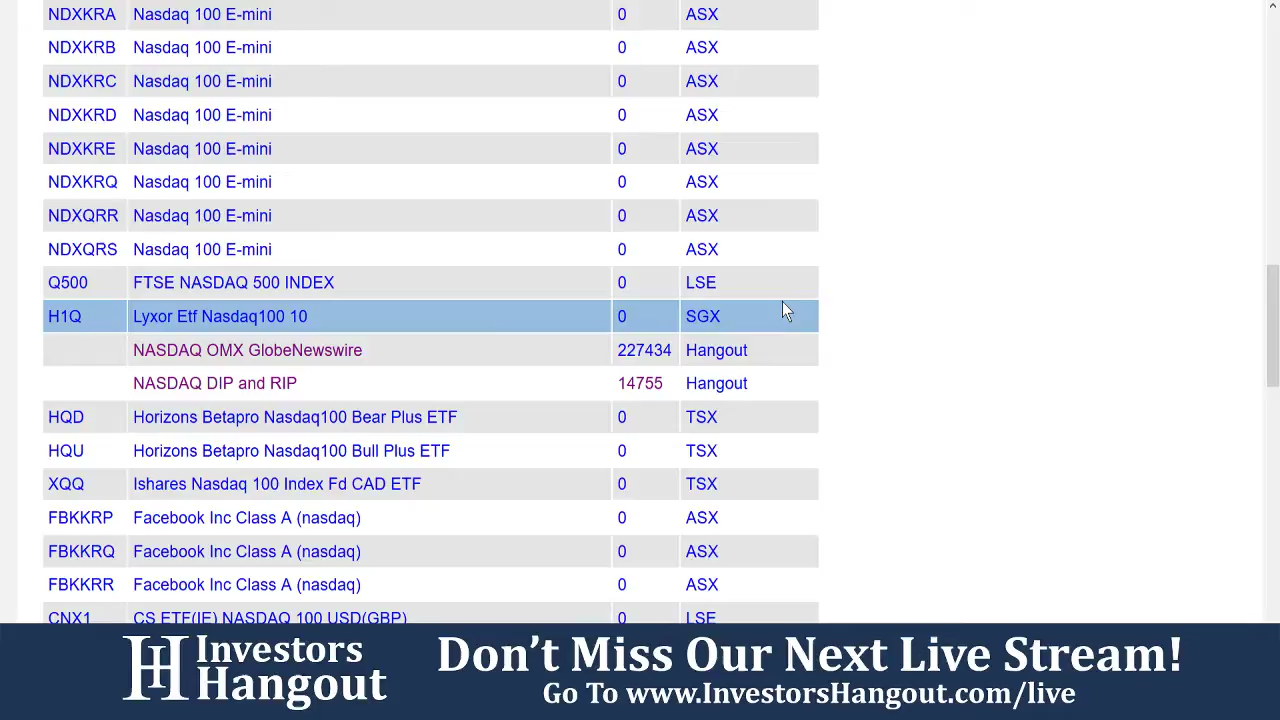 NDXKRA Nasdaq 100 E-mini 0 ASX
NDXKRB Nasdaq 100 E-mini 0 ASX
NDXKRC Nasdaq 100 E-mini 0 ASX
NDXKRD Nasdaq 100 E-mini 0 ASX
NDXKRE Nasdaq 100 E-mini 0 ASX
NDXKRQ Nasdaq 100 E-mini 0 ASX
NDXQRR Nasdaq 100 E-mini 0 ASX
NDXQRS Nasdaq 100 E-mini 0 ASX
Q500 FTSE NASDAQ 500 INDEX 0 LSE
H1Q Lyxor Etf Nasdaq100 10 0 SGX
NASDAQ OMX GlobeNewswire 227434 Hangout
NASDAQ DIP and RIP 14755 Hangout
HQD Horizons Betapro Nasdaq100 Bear Plus ETF 0 TSX
HQU Horizons Betapro Nasdaq100 Bull Plus ETF 0 TSX
XQQ Ishares Nasdaq 100 Index Fd CAD ETF 0 TSX
FBKKRP Facebook Inc Class A (nasdaq) 0 ASX
FBKKRQ Facebook Inc Class A (nasdaq) 0 ASX
FBKKRR Facebook Inc Class A (nasdaq) 0 ASX
CNX1 CS ETF(IE) NASDAQ 100 USD(GBP) 0 LSE
Investors Hangout
Don't Miss Our Next Live Stream!
Go To www.InvestorsHangout.com/live